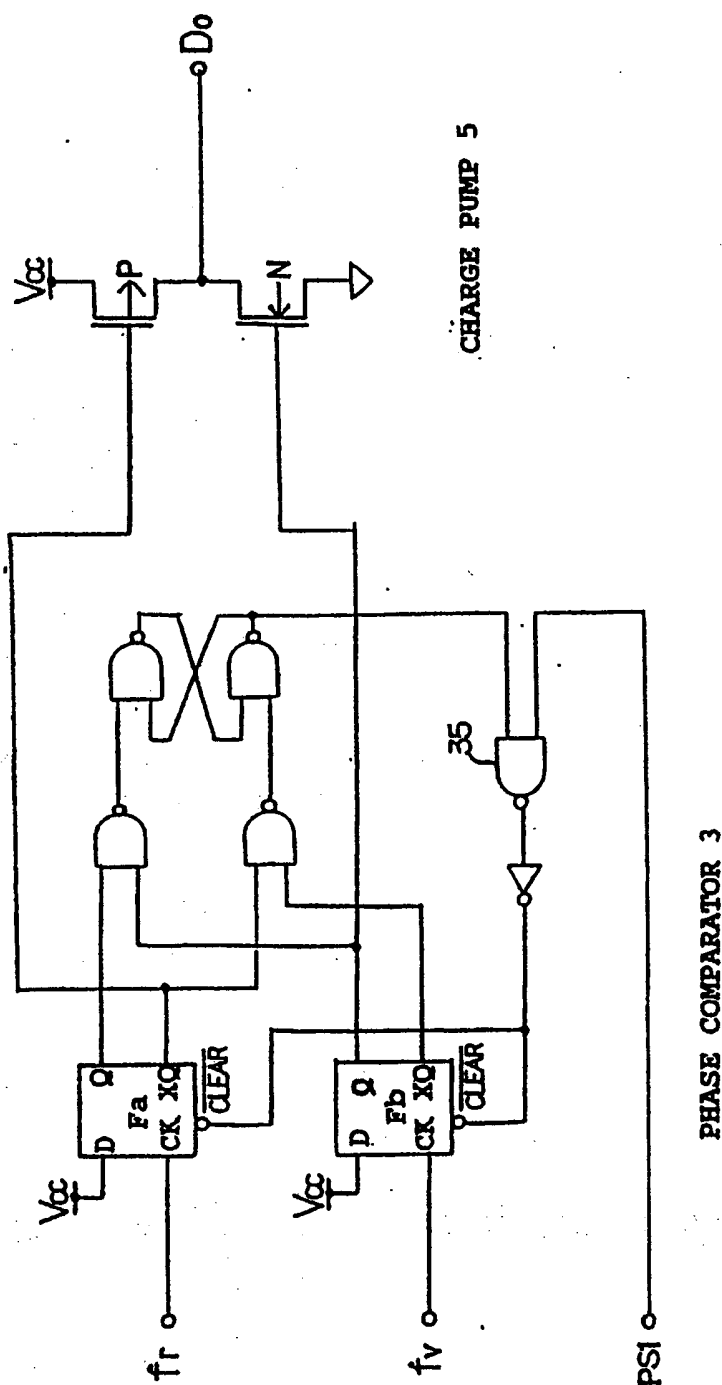 Vcc
P
Do
N
CHARGE PUMP 5
35
Vcc
D
Q
Fa
CK
XQ
CLEAR
fr
Vcc
D
Q
Fb
CK
XQ
CLEAR
fv
PS1
PHASE COMPARATOR 3